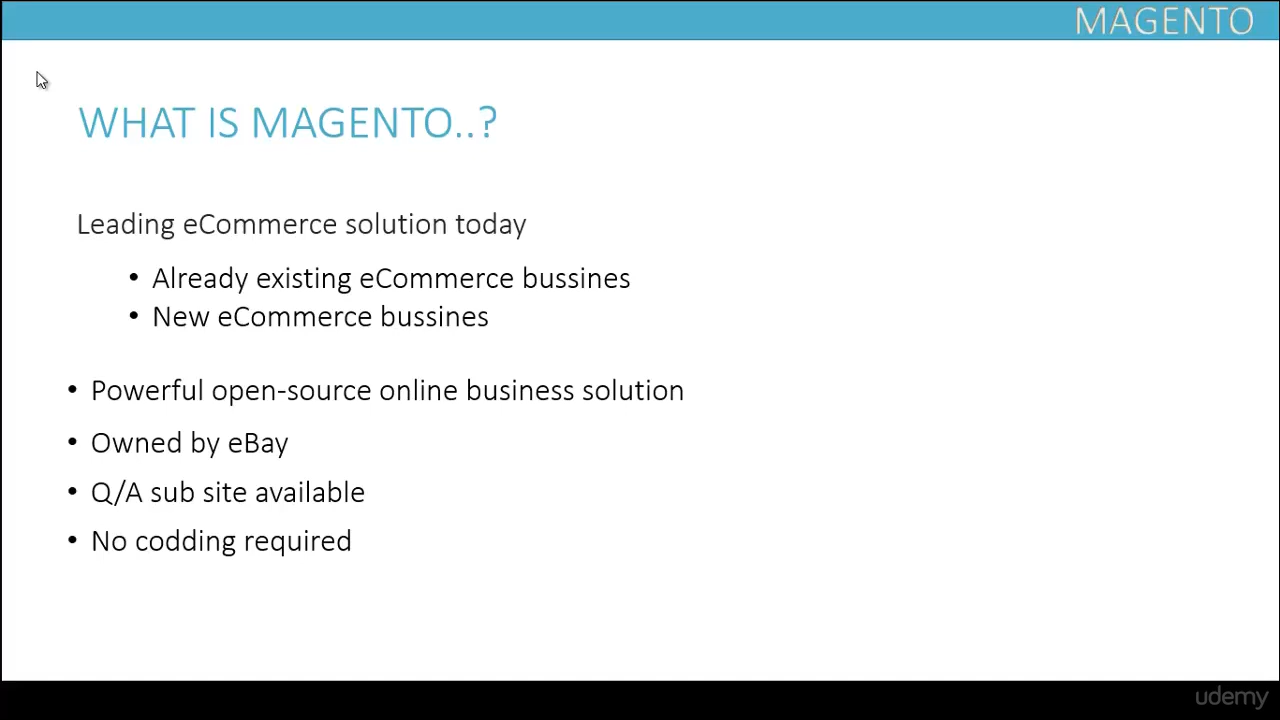 MAGENTO
WHAT IS MAGENTO..?
Leading eCommerce solution today
• Already existing eCommerce bussines
• New eCommerce bussines
• Powerful open-source online business solution
• Owned by eBay
• Q/A sub site available
• No codding required
udemy